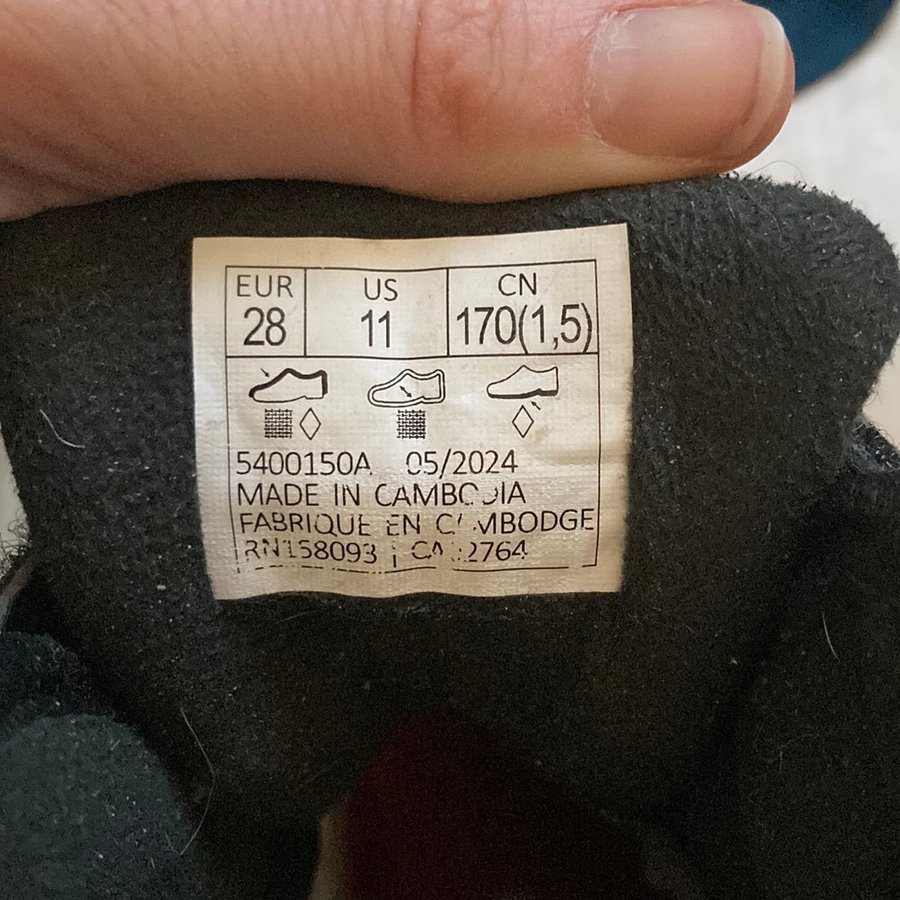 EUR US CN
28 11 170(1,5)
5400150A 05/2024
MADE IN CAMBODIA
FABRIQUE EN CAMBODGE
RN158093 |